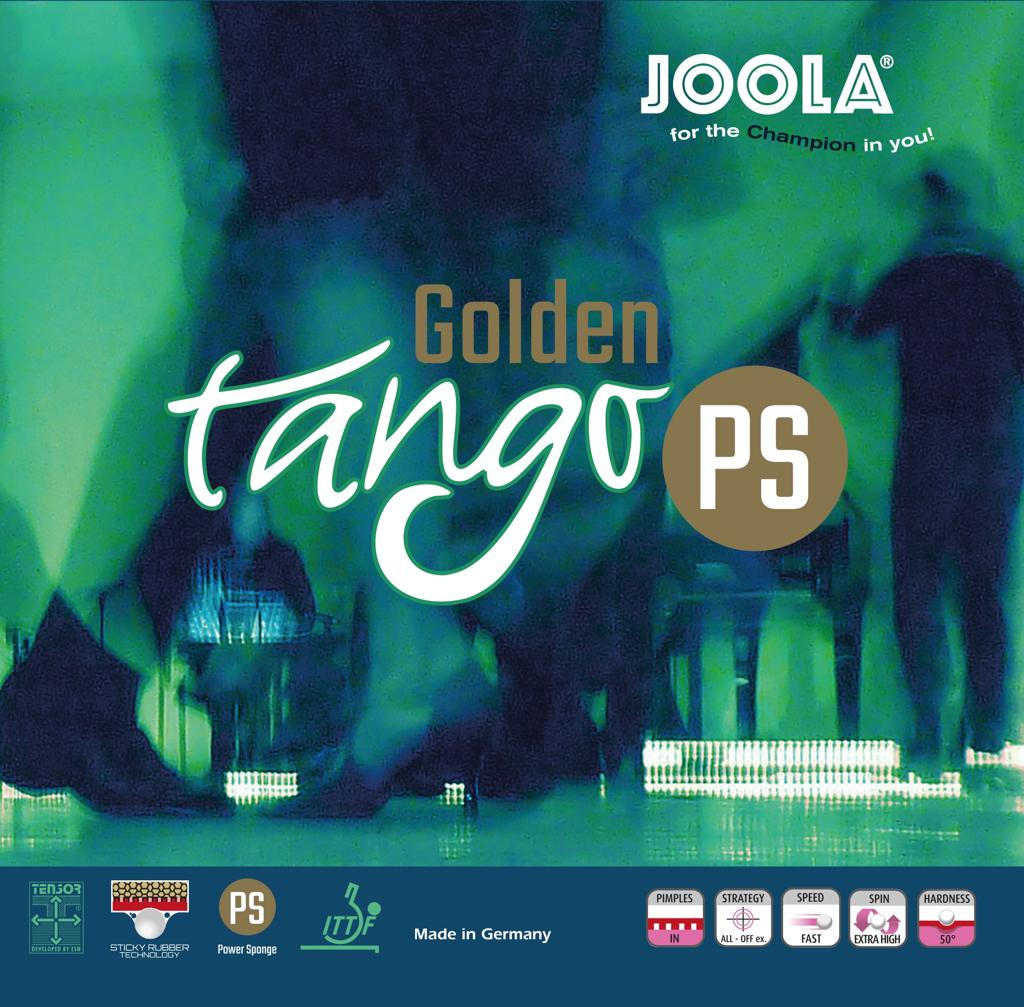 JOOLA®
for the Champion in you!
Golden
tango PS
TENSOR
DEVELOPED BY ESN
STICKY RUBBER
TECHNOLOGY
PS
Power Sponge
ITTF
Made in Germany
PIMPLES
IN
STRATEGY
ALL - OFF ex.
SPEED
FAST
SPIN
EXTRA HIGH
HARDNESS
50°